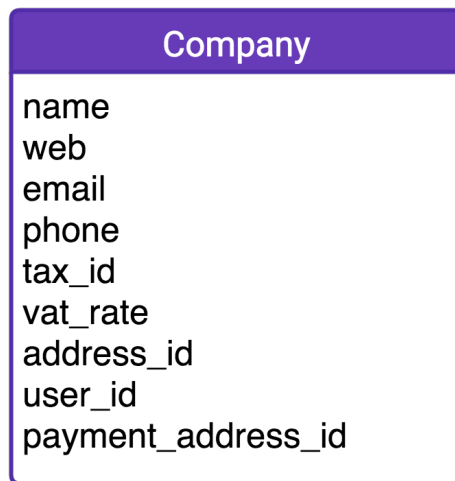 Company
name
web
email
phone
tax_id
vat_rate
address_id
user_id
payment_address_id